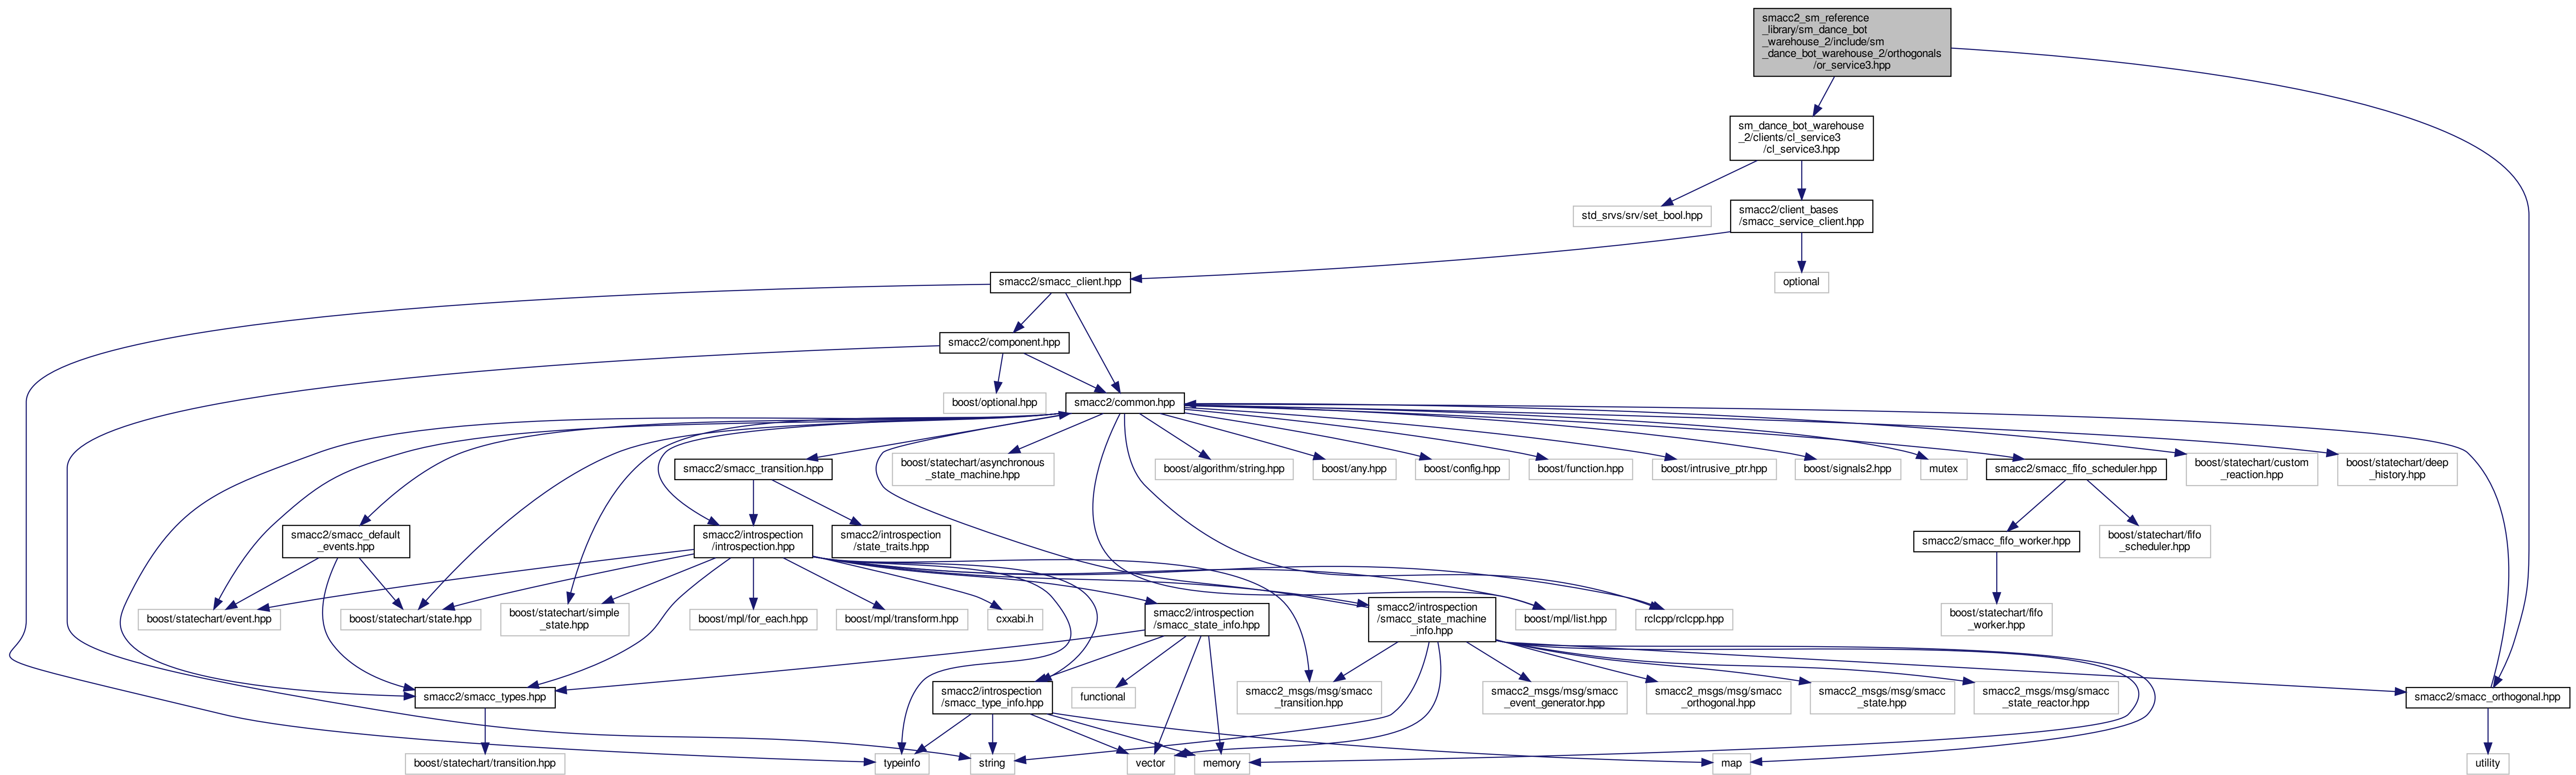 smacc2_sm_reference
_library/sm_dance_bot
_warehouse_2/include/sm
_dance_bot_warehouse_2/orthogonals
/or_service3.hpp
sm_dance_bot_warehouse
_2/clients/cl_service3
/cl_service3.hpp
std_srvs/srv/set_bool.hpp
smacc2/client_bases
/smacc_service_client.hpp
smacc2/smacc_client.hpp
optional
smacc2/component.hpp
boost/optional.hpp
smacc2/common.hpp
smacc2/smacc_transition.hpp
boost/statechart/asynchronous
_state_machine.hpp
boost/algorithm/string.hpp
boost/any.hpp
boost/config.hpp
boost/function.hpp
boost/intrusive_ptr.hpp
boost/signals2.hpp
mutex
smacc2/smacc_fifo_scheduler.hpp
boost/statechart/custom
_reaction.hpp
boost/statechart/deep
_history.hpp
smacc2/smacc_default
_events.hpp
smacc2/introspection
/introspection.hpp
smacc2/introspection
/state_traits.hpp
smacc2/smacc_fifo_worker.hpp
boost/statechart/fifo
_scheduler.hpp
boost/statechart/event.hpp
boost/statechart/state.hpp
boost/statechart/simple
_state.hpp
boost/mpl/for_each.hpp
boost/mpl/transform.hpp
cxxabi.h
smacc2/introspection
/smacc_state_info.hpp
smacc2/introspection
/smacc_state_machine
_info.hpp
boost/mpl/list.hpp
rclcpp/rclcpp.hpp
boost/statechart/fifo
_worker.hpp
smacc2/smacc_types.hpp
smacc2/introspection
/smacc_type_info.hpp
functional
smacc2_msgs/msg/smacc
_transition.hpp
smacc2_msgs/msg/smacc
_event_generator.hpp
smacc2_msgs/msg/smacc
_orthogonal.hpp
smacc2_msgs/msg/smacc
_state.hpp
smacc2_msgs/msg/smacc
_state_reactor.hpp
smacc2/smacc_orthogonal.hpp
boost/statechart/transition.hpp
typeinfo
string
vector
memory
map
utility